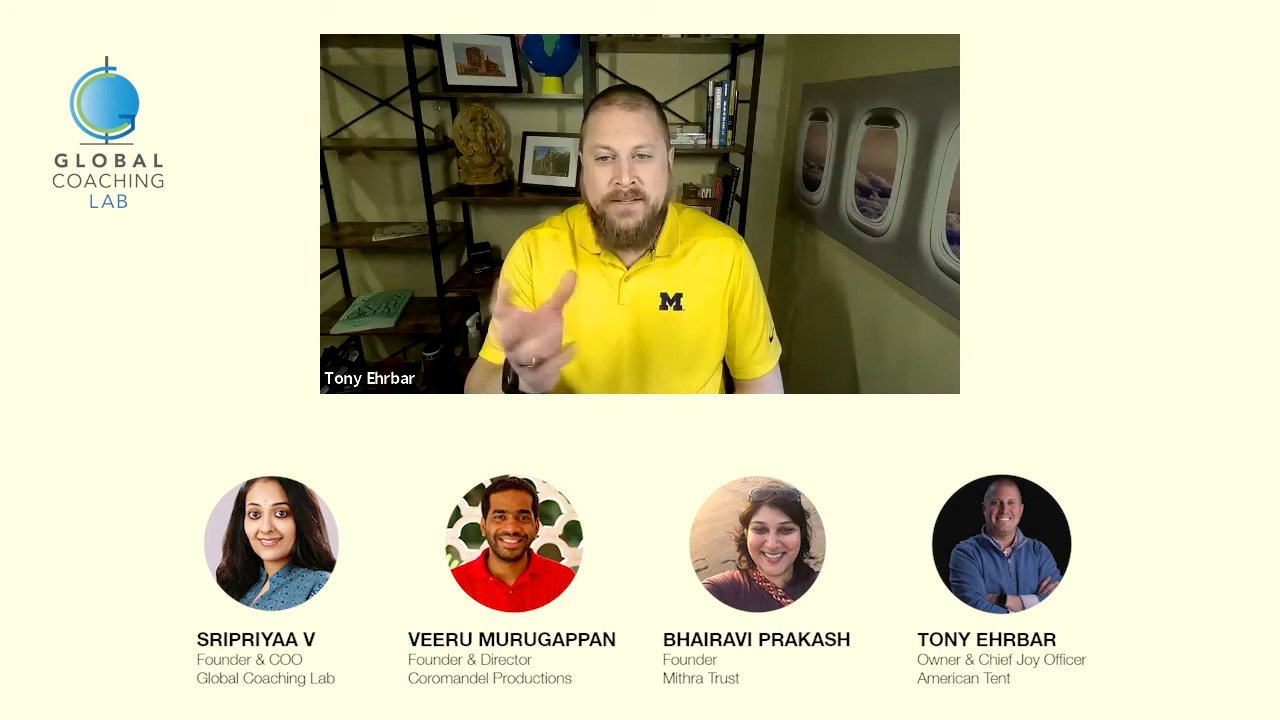 GLOBAL
COACHING
LAB
M
Tony Ehrbar
SRIPRIYAA V
Founder & COO
Global Coaching Lab
VEERU MURUGAPPAN
Founder & Director
Coromandel Productions
BHAIRAVI PRAKASH
Founder
Mithra Trust
TONY EHRBAR
Owner & Chief Joy Officer
American Tent